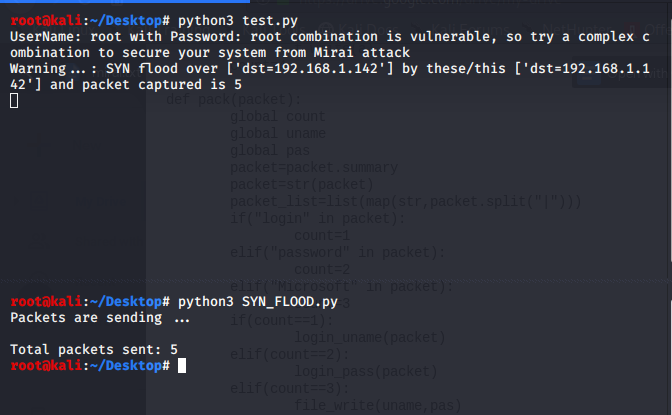 root@kali:~/Desktop# python3 test.py
UserName: root with Password: root combination is vulnerable, so try a complex c
ombination to secure your system from Mirai attack
Warning...: SYN flood over ['dst=192.168.1.142'] by these/this ['dst=192.168.1.1
42'] and packet captured is 5
def pack(packet):
global count
global uname
global pas
packet=packet.summary
packet=str(packet)
packet_list=list(map(str,packet.split("|")))
if("login" in packet):
count=1
elif("password" in packet):
count=2
elif("Microsoft" in packet):
root@kali:~/Desktop# python3 SYN_FLOOD.py
=3
Packets are sending ...
if(count==1):
login_uname(packet)
Total packets sent: 5
elif(count==2):
root@kali:~/Desktop#
login_pass(packet)
elif(count==3):
file_write(uname,pas)